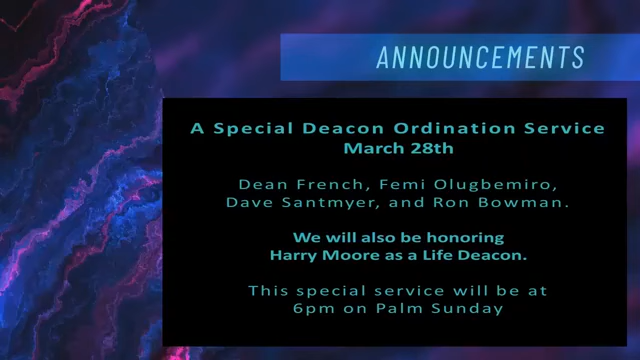 ANNOUNCEMENTS
A Special Deacon Ordination Service
March 28th
Dean French, Femi Olugbemiro,
Dave Santmyer, and Ron Bowman.
We will also be honoring
Harry Moore as a Life Deacon.
This special service will be at
6pm on Palm Sunday